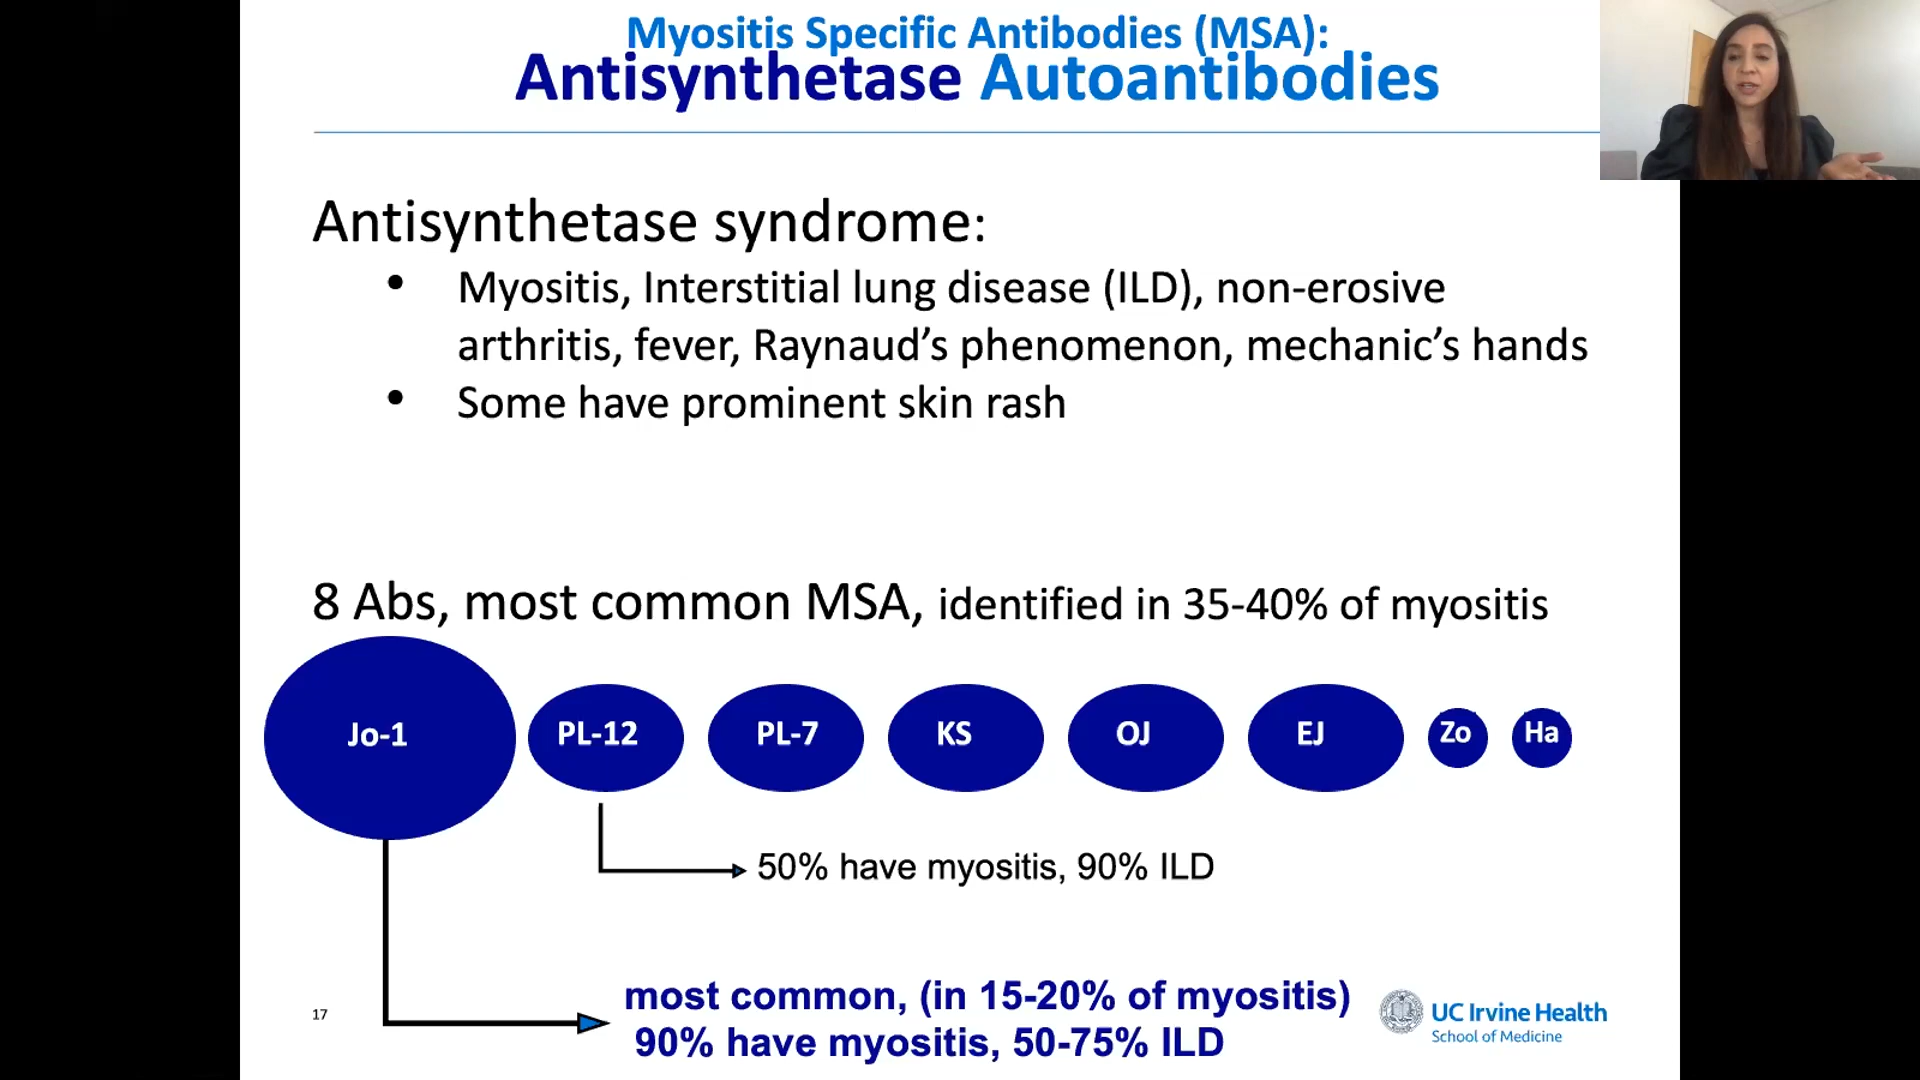 Myositis Specific Antibodies (MSA):
Antisynthetase Autoantibodies
Antisynthetase syndrome:
• Myositis, Interstitial lung disease (ILD), non-erosive
arthritis, fever, Raynaud’s phenomenon, mechanic’s hands
• Some have prominent skin rash
8 Abs, most common MSA, identified in 35-40% of myositis
Jo-1 PL-12 PL-7 KS OJ EJ Zo Ha
50% have myositis, 90% ILD
most common, (in 15-20% of myositis)
90% have myositis, 50-75% ILD
17
UC Irvine Health
School of Medicine